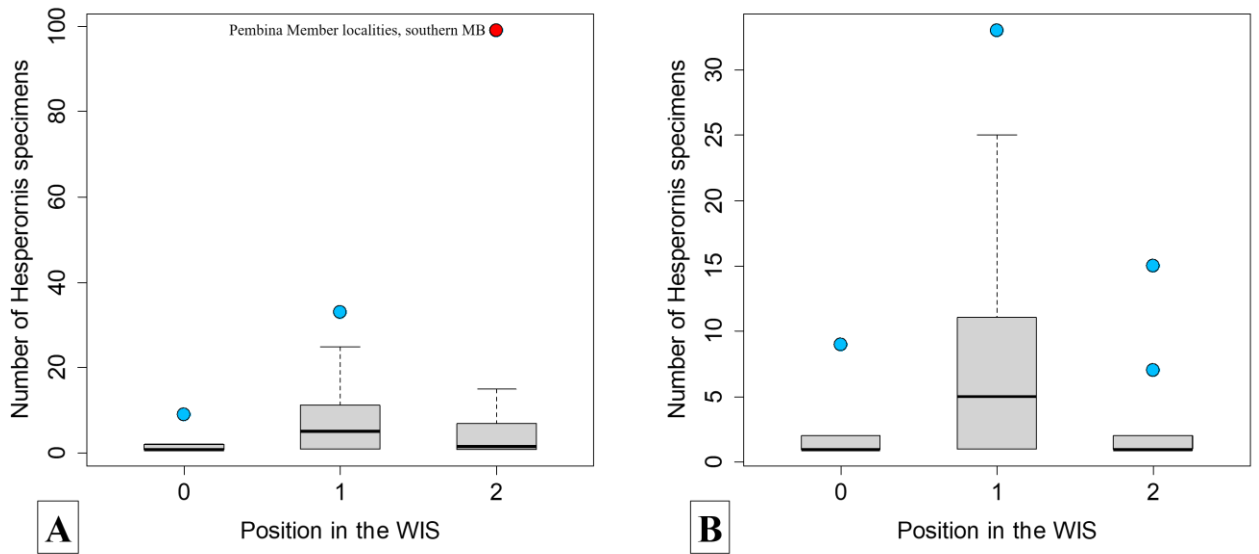 100
80
60
40
20
0
Number of Hesperornis specimens
Pembina Member localities, southern MB
0 1 2
Position in the WIS
A
30
25
20
15
10
5
0
Number of Hesperornis specimens
0 1 2
Position in the WIS
B